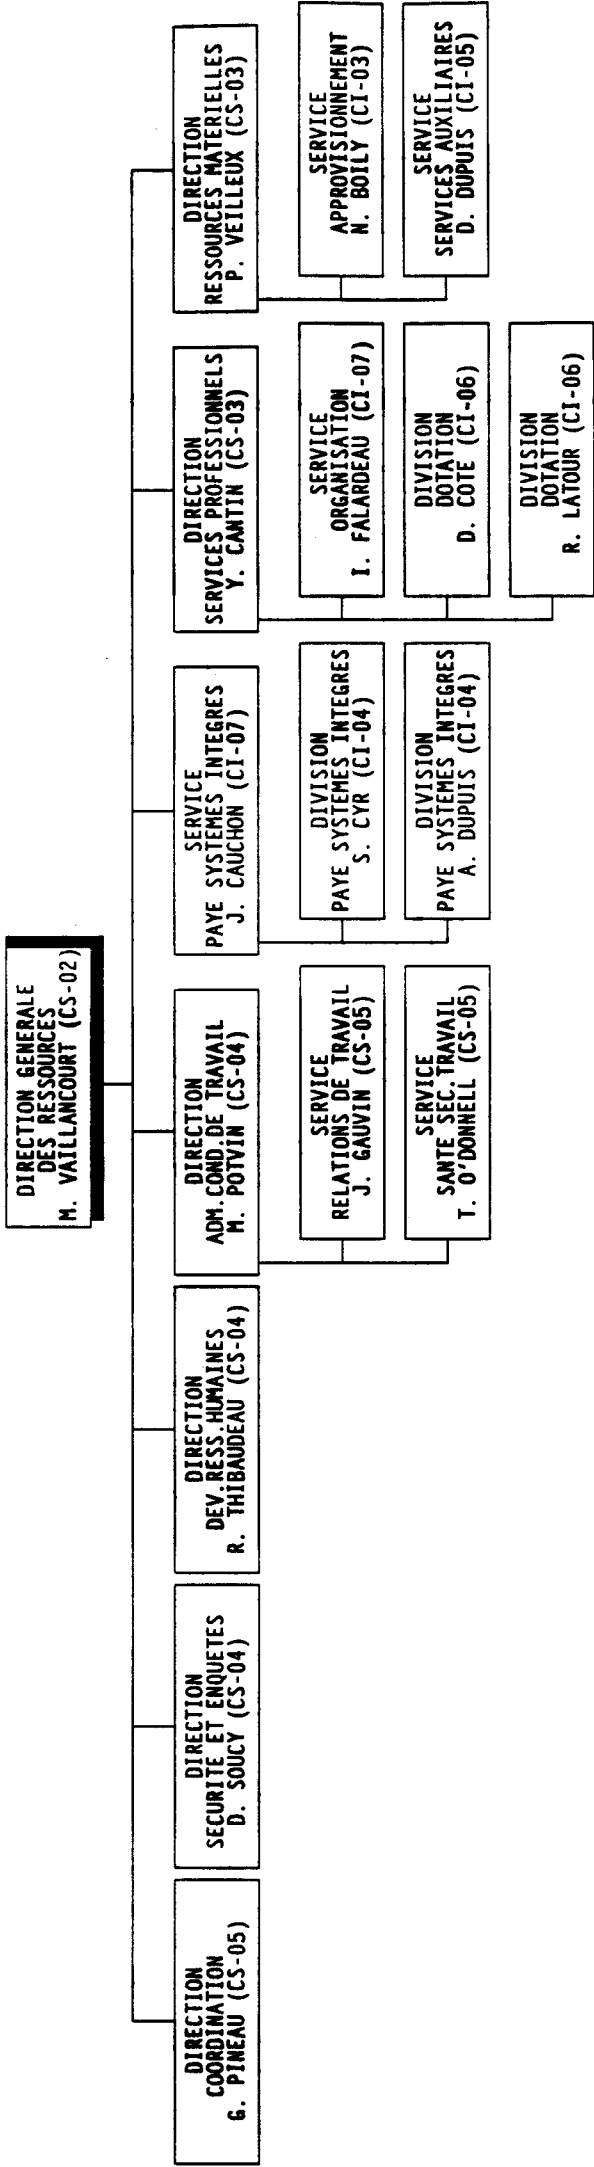 DIRECTION GENERALE
DES RESSOURCES
M. VAILLANCOURT (CS-02)
DIRECTION
COORDINATION
G. PINEAU (CS-05)
DIRECTION
SECURITE ET ENQUETES
D. SOUCY (CS-04)
DIRECTION
DEV.RESS.HUMAINES
R. THIBAUDEAU (CS-04)
DIRECTION
ADM.COND.DE TRAVAIL
M. POTVIN (CS-04)
SERVICE
RELATIONS DE TRAVAIL
J. GAUVIN (CS-05)
SERVICE
SANTE SEC.TRAVAIL
T. O'DONNELL (CS-05)
SERVICE
PAYE SYSTEMES INTEGRES
J. CAUCHON (CI-07)
DIVISION
PAYE SYSTEMES INTEGRES
S. CYR (CI-04)
DIVISION
PAYE SYSTEMES INTEGRES
A. DUPUIS (CI-04)
DIRECTION
SERVICES PROFESSIONNELS
Y. CANTIN (CS-03)
SERVICE
ORGANISATION
I. FALARDEAU (CI-07)
DIVISION
DOTATION
D. COTE (CI-06)
DIVISION
DOTATION
R. LATOUR (CI-06)
DIRECTION
RESSOURCES MATERIELLES
P. VEILLEUX (CS-03)
SERVICE
APPROVISIONNEMENT
N. BOILY (CI-03)
SERVICE
SERVICES AUXILIAIRES
D. DUPUIS (CI-05)